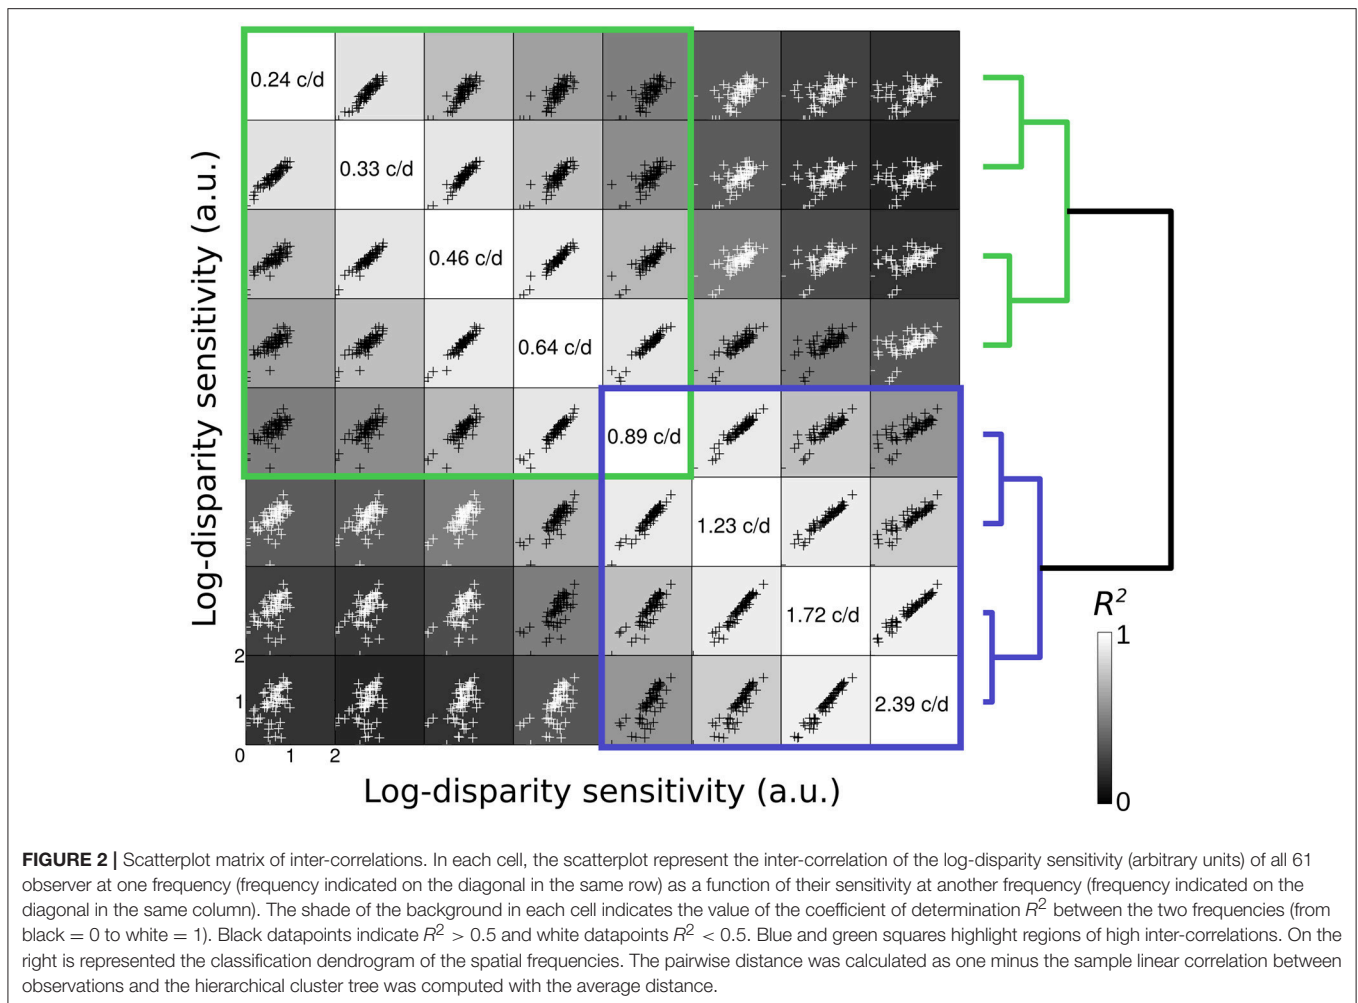 Log-disparity sensitivity (a.u.)
0.24 c/d
0.33 c/d
0.46 c/d
0.64 c/d
0.89 c/d
1.23 c/d
1.72 c/d
2.39 c/d
2
1
0 1 2
Log-disparity sensitivity (a.u.)
R²
1
0
FIGURE 2 | Scatterplot matrix of inter-correlations. In each cell, the scatterplot represent the inter-correlation of the log-disparity sensitivity (arbitrary units) of all 61
observer at one frequency (frequency indicated on the diagonal in the same row) as a function of their sensitivity at another frequency (frequency indicated on the
diagonal in the same column). The shade of the background in each cell indicates the value of the coefficient of determination R² between the two frequencies (from
black = 0 to white = 1). Black datapoints indicate R² > 0.5 and white datapoints R² < 0.5. Blue and green squares highlight regions of high inter-correlations. On the
right is represented the classification dendrogram of the spatial frequencies. The pairwise distance was calculated as one minus the sample linear correlation between
observations and the hierarchical cluster tree was computed with the average distance.